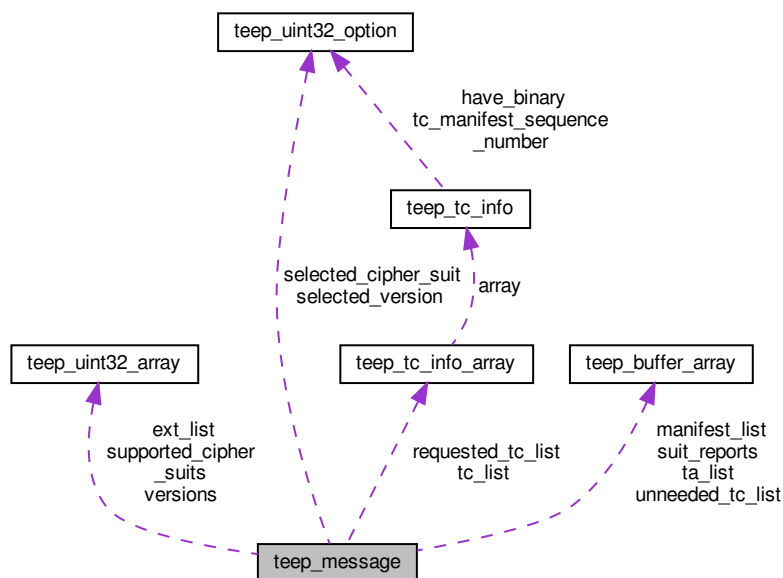 teep_uint32_option
have_binary
tc_manifest_sequence
_number
teep_tc_info
selected_cipher_suit
selected_version
array
teep_uint32_array
teep_tc_info_array
teep_buffer_array
ext_list
supported_cipher
_suits
versions
requested_tc_list
tc_list
manifest_list
suit_reports
ta_list
unneeded_tc_list
teep_message